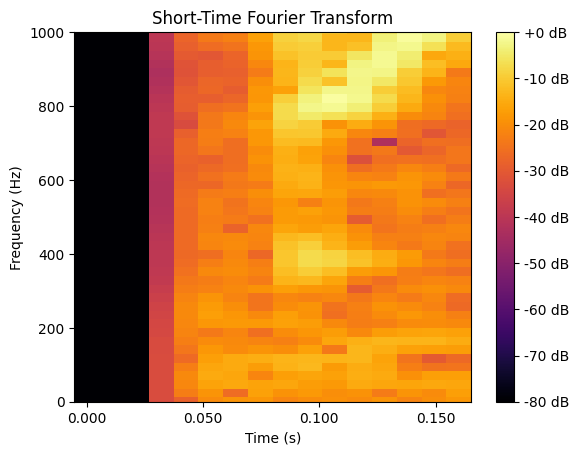 Short-Time Fourier Transform
Frequency (Hz)
1000
800
600
400
200
0
0.000
0.050
0.100
0.150
Time (s)
+0 dB
-10 dB
-20 dB
-30 dB
-40 dB
-50 dB
-60 dB
-70 dB
-80 dB